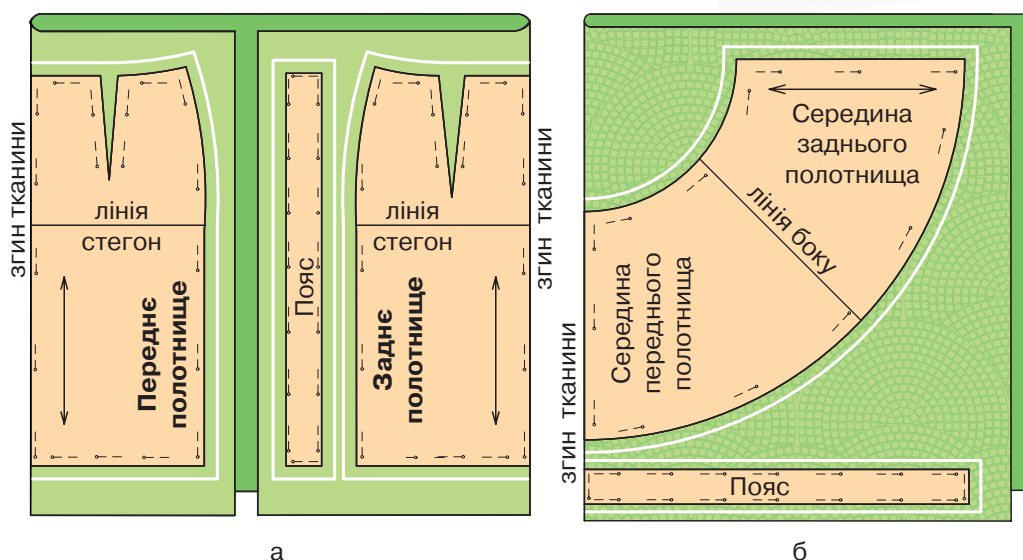 згин тканини
лінія
стегон
Переднє
полотнище
Пояс
лінія
стегон
Заднє
полотнище
згин тканини
а
Середина
заднього
полотнища
лінія боку
Середина
переднього
полотнища
згин тканини
Пояс
б